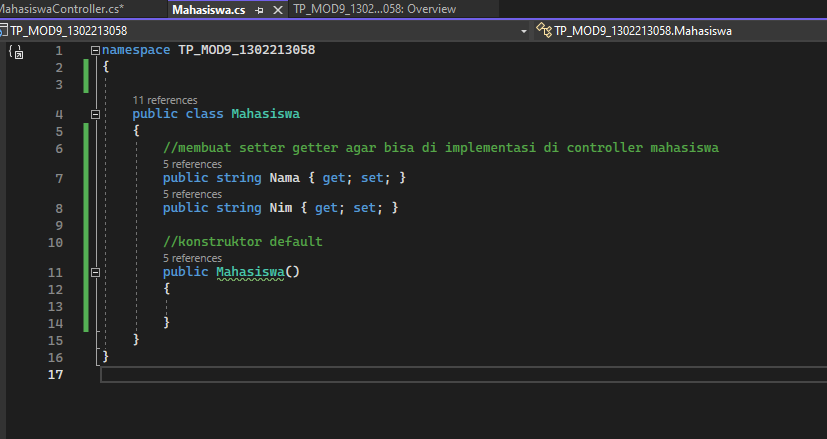 MahasiswaController.cs*
Mahasiswa.cs
TP_MOD9_1302...058: Overview
TP_MOD9_1302213058
TP_MOD9_1302213058.Mahasiswa
1 namespace TP_MOD9_1302213058
2 {
3
11 references
4 public class Mahasiswa
5 {
6 //membuat setter getter agar bisa di implementasi di controller mahasiswa
5 references
7 public string Nama { get; set; }
5 references
8 public string Nim { get; set; }
9
10 //konstruktor default
5 references
11 public Mahasiswa()
12 {
13
14 }
15 }
16 }
17